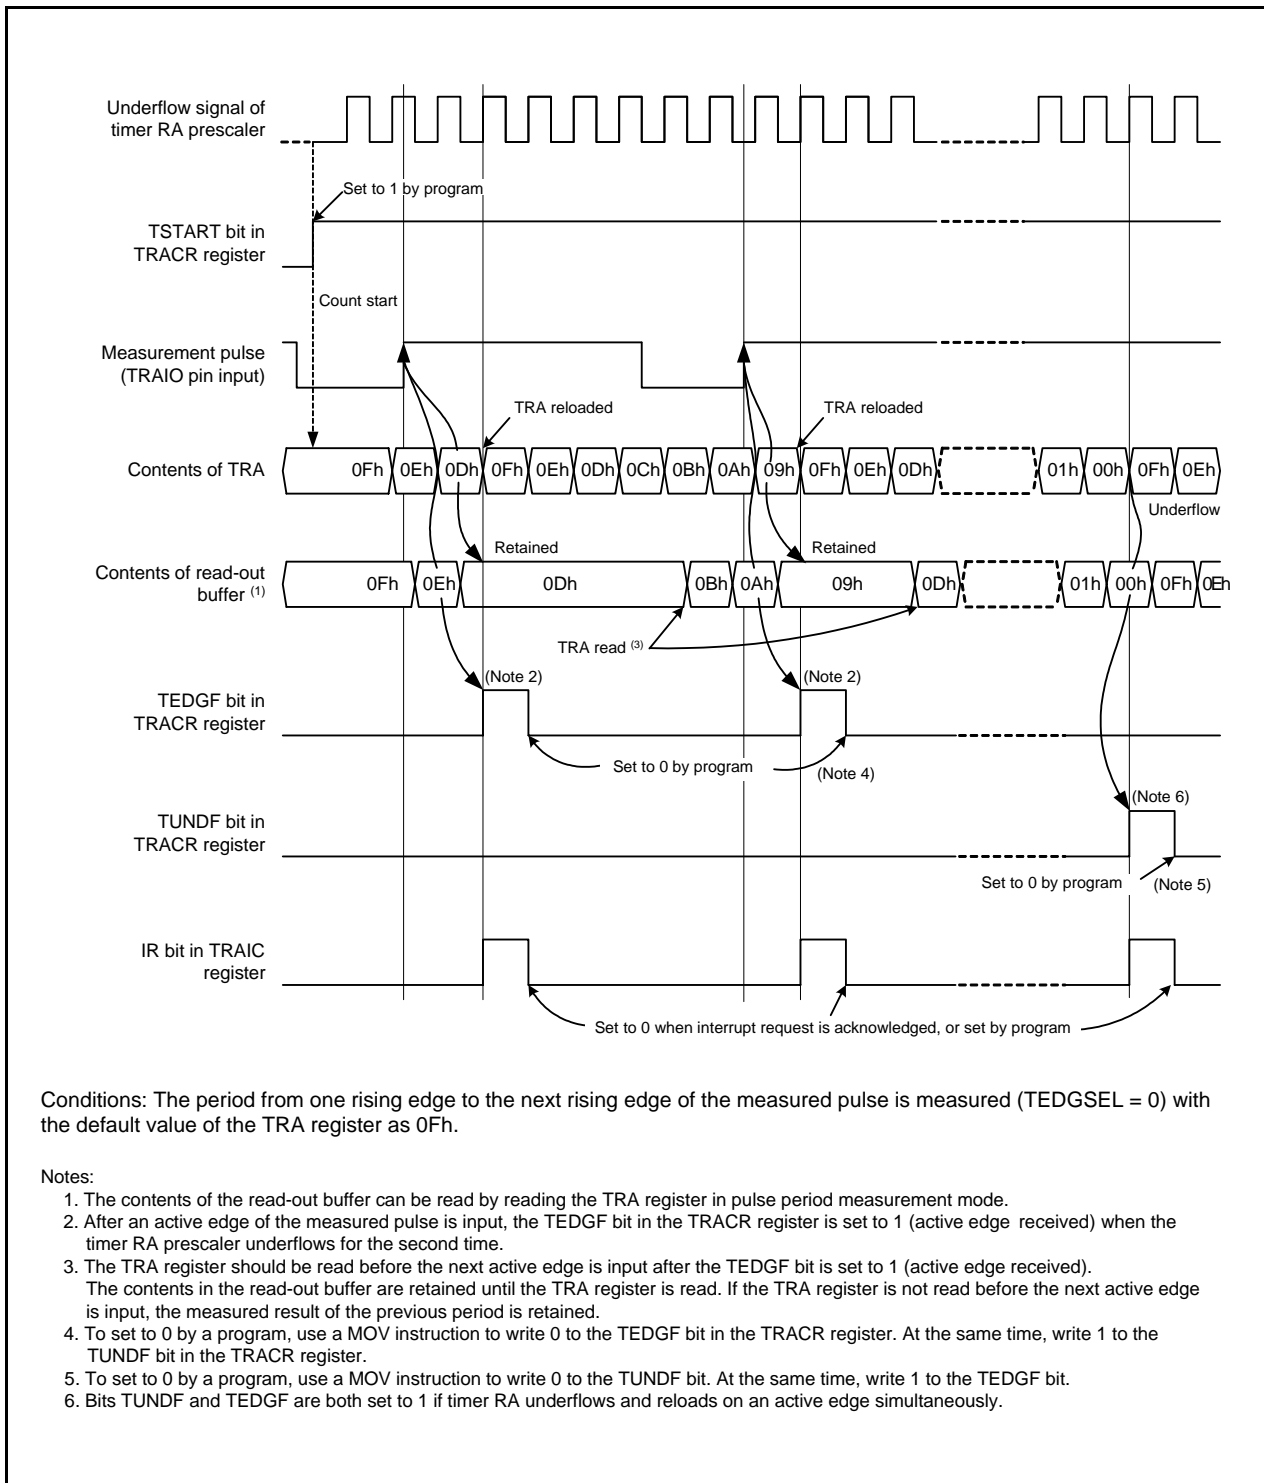 Underflow signal of
timer RA prescaler
Set to 1 by program
TSTART bit in
TRACR register
Count start
Measurement pulse
(TRAIO pin input)
TRA reloaded TRA reloaded
Contents of TRA 0Fh 0Eh 0Dh 0Fh 0Eh 0Dh 0Ch 0Bh 0Ah 09h 0Fh 0Eh 0Dh 01h 00h 0Fh 0Eh
Underflow
Retained Retained
Contents of read-out
buffer (1) 0Fh 0Eh 0Dh 0Bh 0Ah 09h 0Dh 01h 00h 0Fh 0Eh
TRA read (3)
(Note 2) (Note 2)
TEDGF bit in
TRACR register
Set to 0 by program (Note 4)
(Note 6)
TUNDF bit in
TRACR register
Set to 0 by program (Note 5)
IR bit in TRAIC
register
Set to 0 when interrupt request is acknowledged, or set by program
Conditions: The period from one rising edge to the next rising edge of the measured pulse is measured (TEDGSEL = 0) with
the default value of the TRA register as 0Fh.
Notes:
1. The contents of the read-out buffer can be read by reading the TRA register in pulse period measurement mode.
2. After an active edge of the measured pulse is input, the TEDGF bit in the TRACR register is set to 1 (active edge received) when the
timer RA prescaler underflows for the second time.
3. The TRA register should be read before the next active edge is input after the TEDGF bit is set to 1 (active edge received).
The contents in the read-out buffer are retained until the TRA register is read. If the TRA register is not read before the next active edge
is input, the measured result of the previous period is retained.
4. To set to 0 by a program, use a MOV instruction to write 0 to the TEDGF bit in the TRACR register. At the same time, write 1 to the
TUNDF bit in the TRACR register.
5. To set to 0 by a program, use a MOV instruction to write 0 to the TUNDF bit. At the same time, write 1 to the TEDGF bit.
6. Bits TUNDF and TEDGF are both set to 1 if timer RA underflows and reloads on an active edge simultaneously.